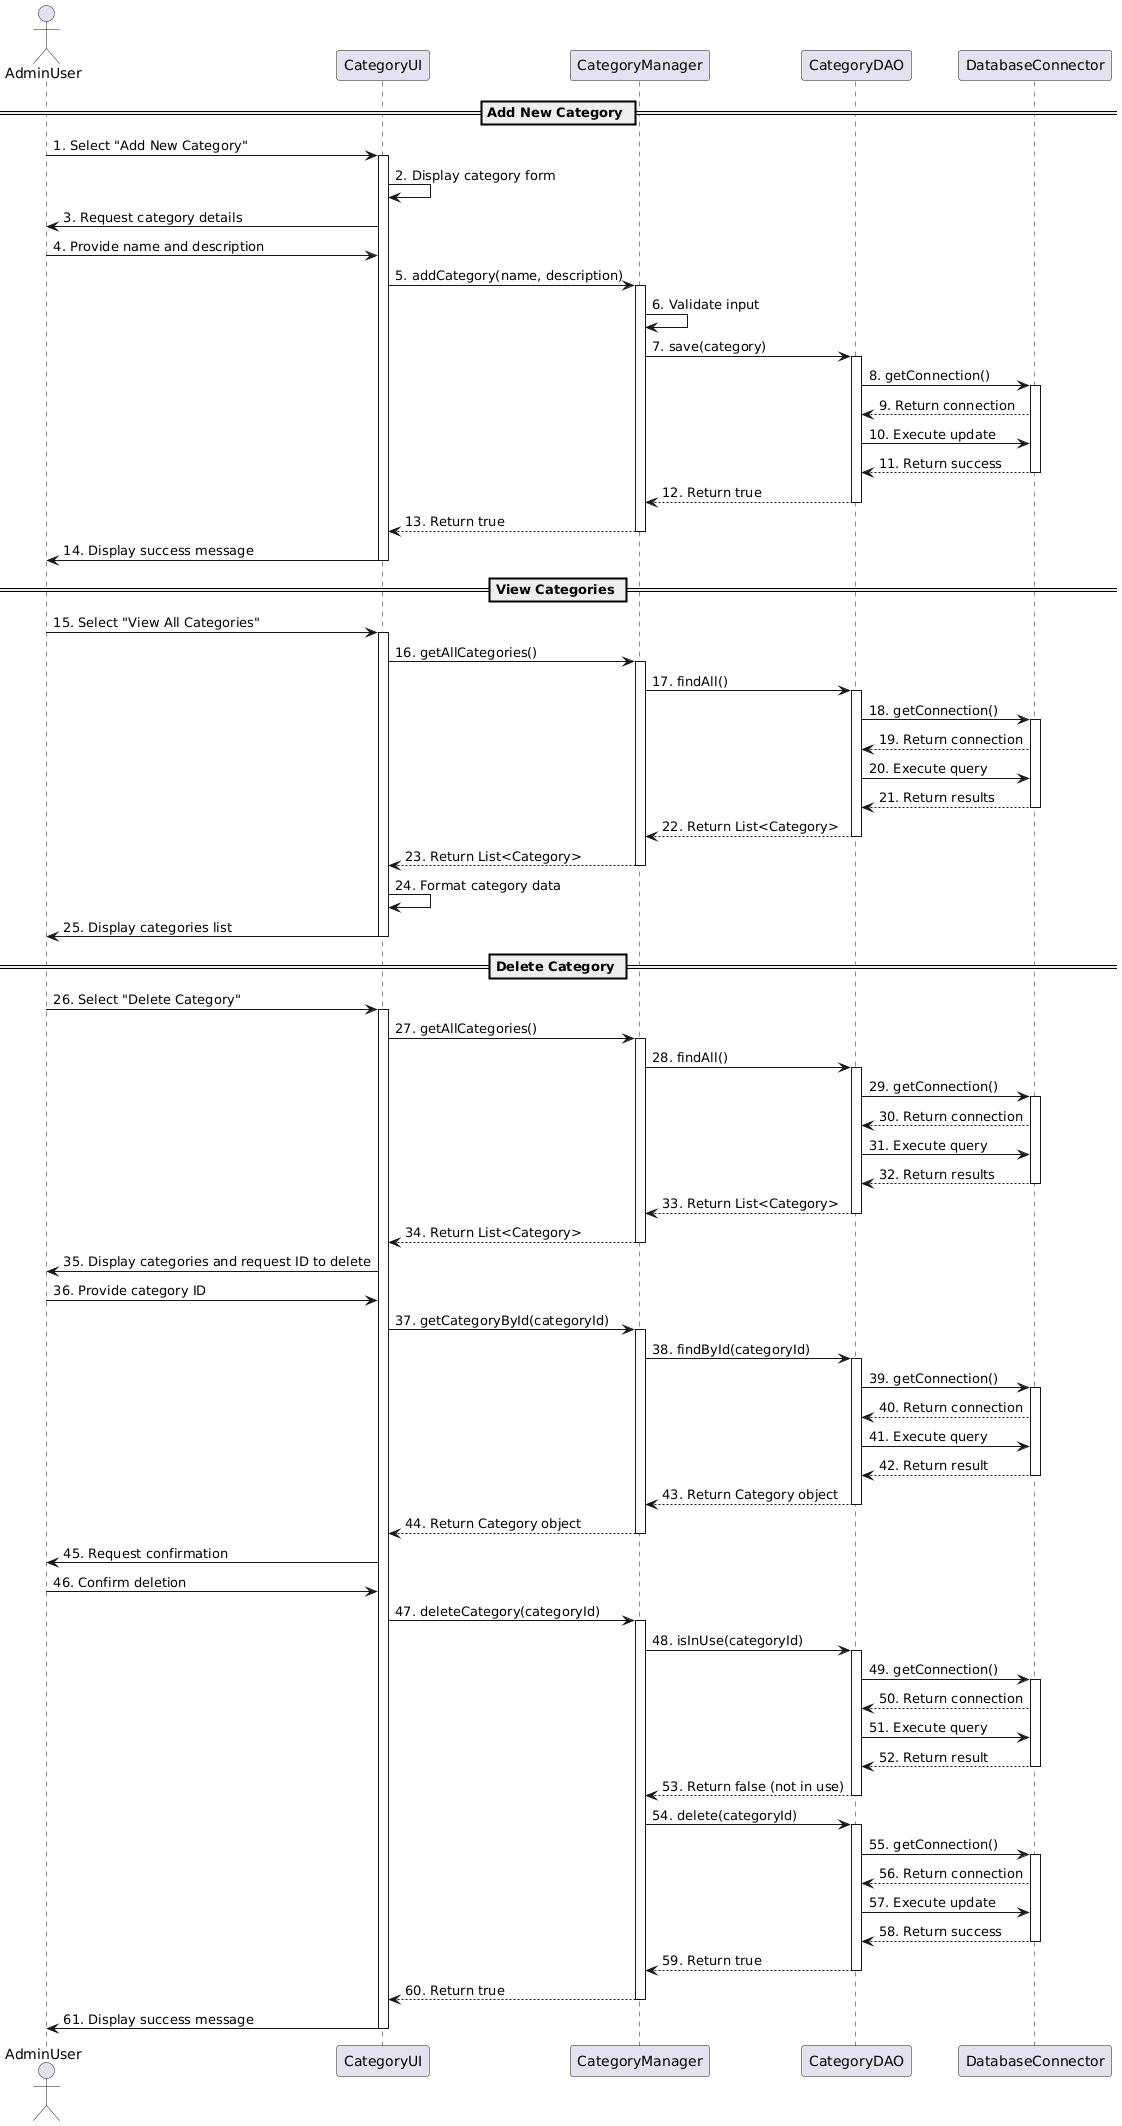 AdminUser
CategoryUI
CategoryManager
CategoryDAO
DatabaseConnector
Add New Category
1. Select "Add New Category"
2. Display category form
3. Request category details
4. Provide name and description
5. addCategory(name, description)
6. Validate input
7. save(category)
8. getConnection()
9. Return connection
10. Execute update
11. Return success
12. Return true
13. Return true
14. Display success message
View Categories
15. Select "View All Categories"
16. getAllCategories()
17. findAll()
18. getConnection()
19. Return connection
20. Execute query
21. Return results
22. Return List<Category>
23. Return List<Category>
24. Format category data
25. Display categories list
Delete Category
26. Select "Delete Category"
27. getAllCategories()
28. findAll()
29. getConnection()
30. Return connection
31. Execute query
32. Return results
33. Return List<Category>
34. Return List<Category>
35. Display categories and request ID to delete
36. Provide category ID
37. getCategoryById(categoryId)
38. findById(categoryId)
39. getConnection()
40. Return connection
41. Execute query
42. Return result
43. Return Category object
44. Return Category object
45. Request confirmation
46. Confirm deletion
47. deleteCategory(categoryId)
48. isInUse(categoryId)
49. getConnection()
50. Return connection
51. Execute query
52. Return result
53. Return false (not in use)
54. delete(categoryId)
55. getConnection()
56. Return connection
57. Execute update
58. Return success
59. Return true
60. Return true
61. Display success message
AdminUser
CategoryUI
CategoryManager
CategoryDAO
DatabaseConnector